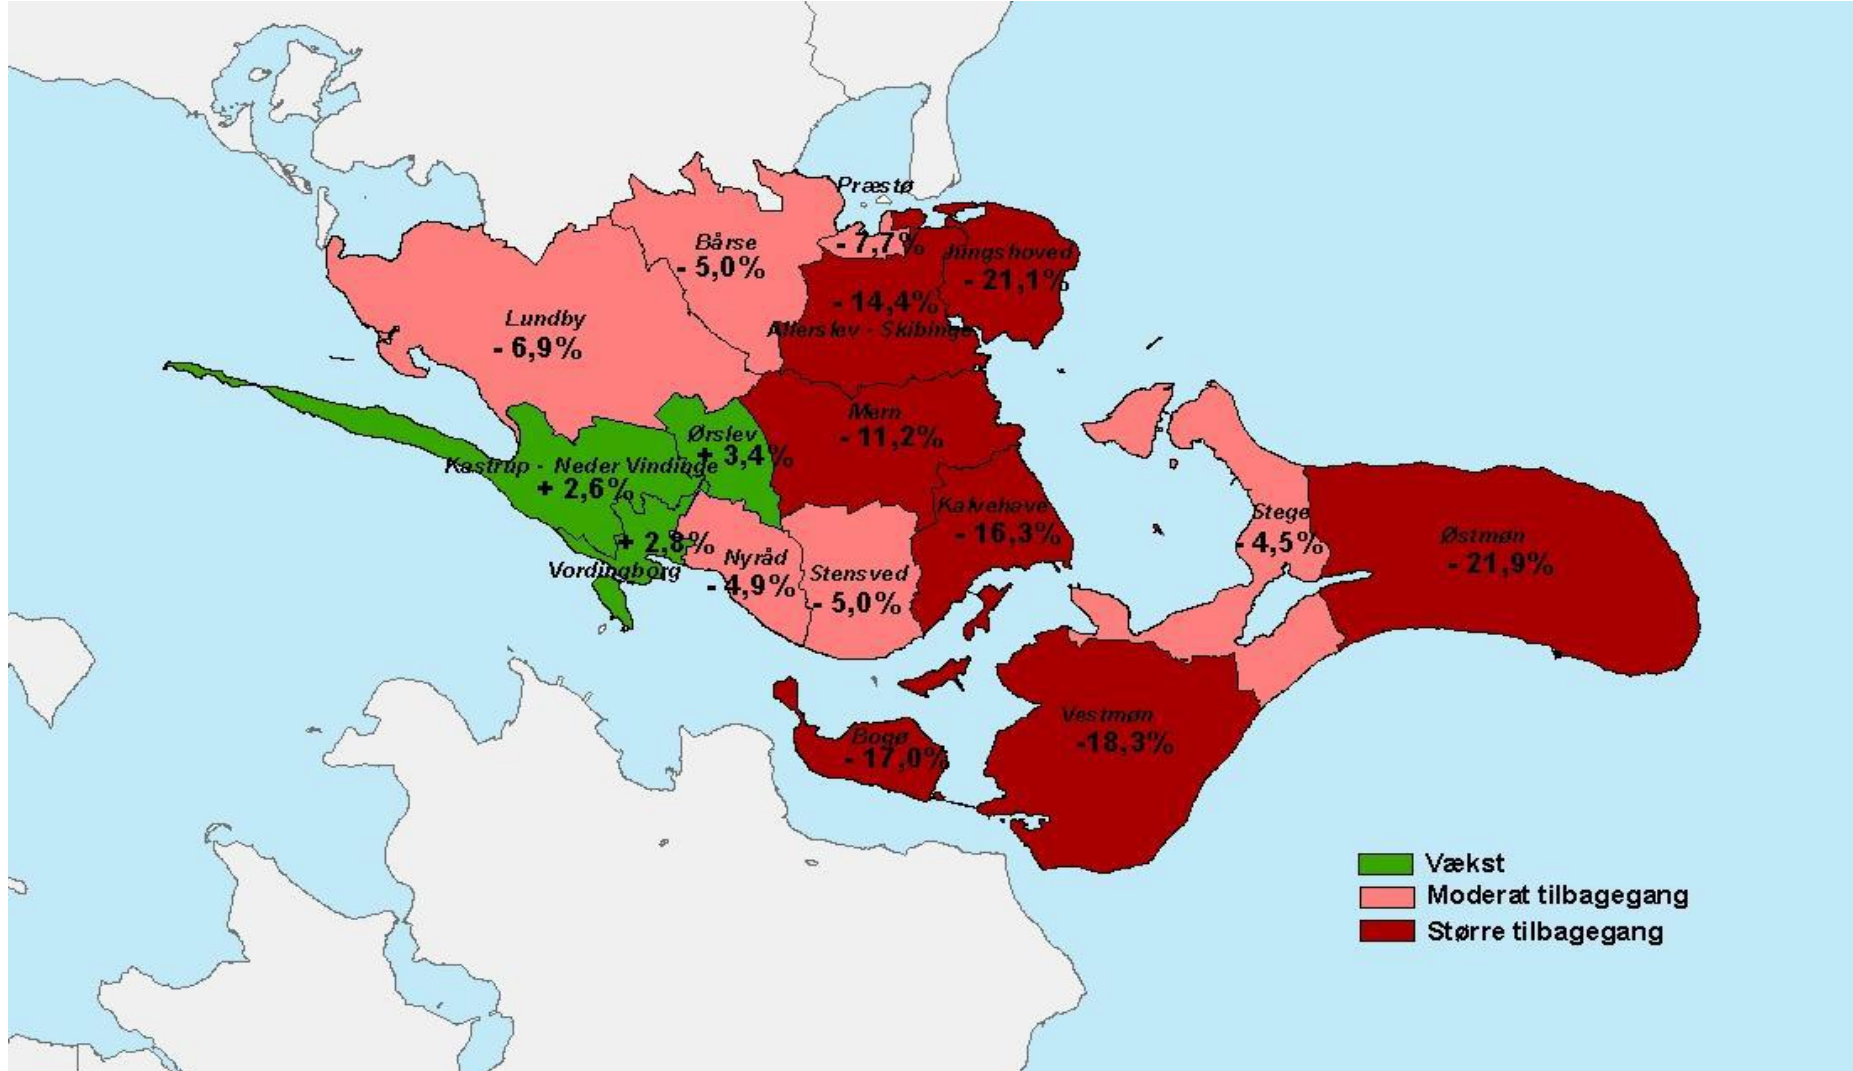 Præstø
- 7,7%
Bårse
- 5,0%
Jungshoved
- 21,1%
- 14,4%
Allerslev - Skibinge
Lundby
- 6,9%
Mern
- 11,2%
Ørslev
+ 3,4%
Kastrup - Neder Vindinge
+ 2,6%
Kalvehave
- 16,3%
Stege
- 4,5%
Østmøn
- 21,9%
+ 2,8%
Vordingborg
Nyråd
- 4,9%
Stensved
- 5,0%
Vestmøn
-18,3%
Bogø
- 17,0%
Vækst
Moderat tilbagegang
Større tilbagegang